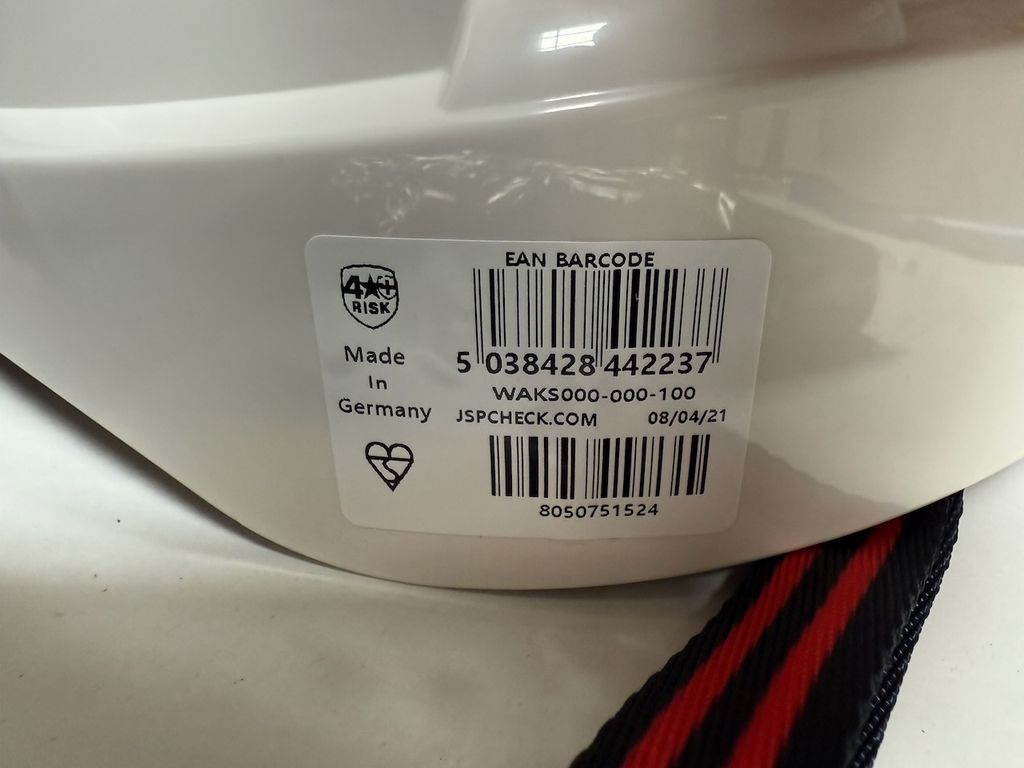 EAN BARCODE
4★
RISK
5 038428 442237
Made
In
Germany
WAKS000-000-100
JSPCHECK.COM 08/04/21
8050751524